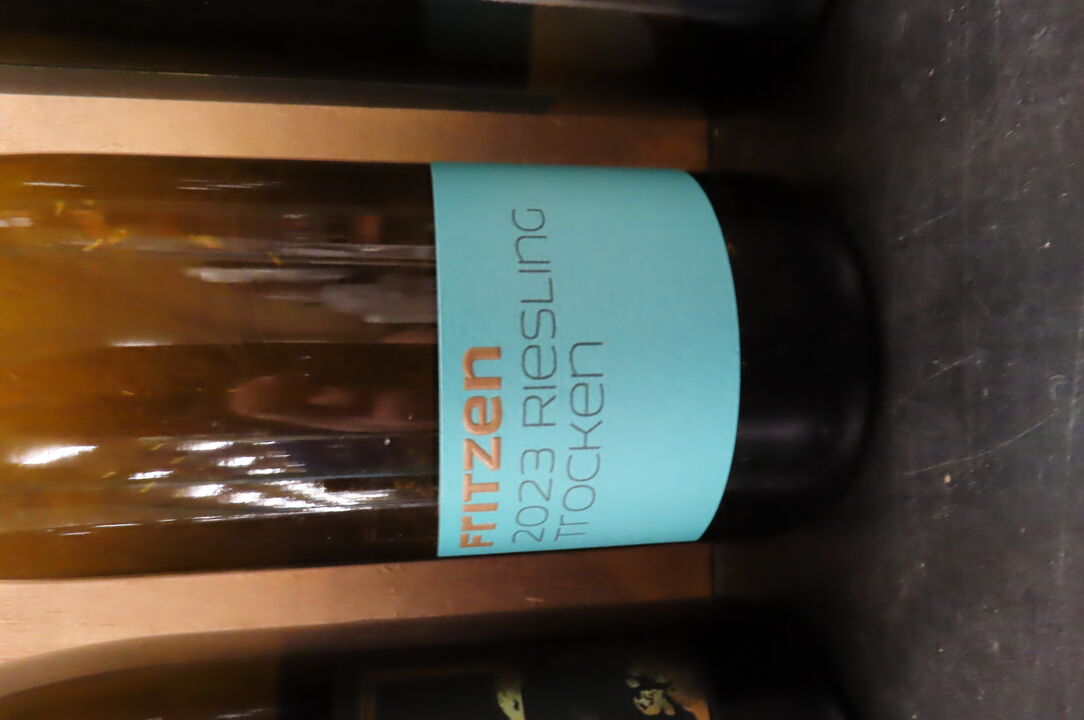 FRITZEN
2023 RIESLING
TROCKEN